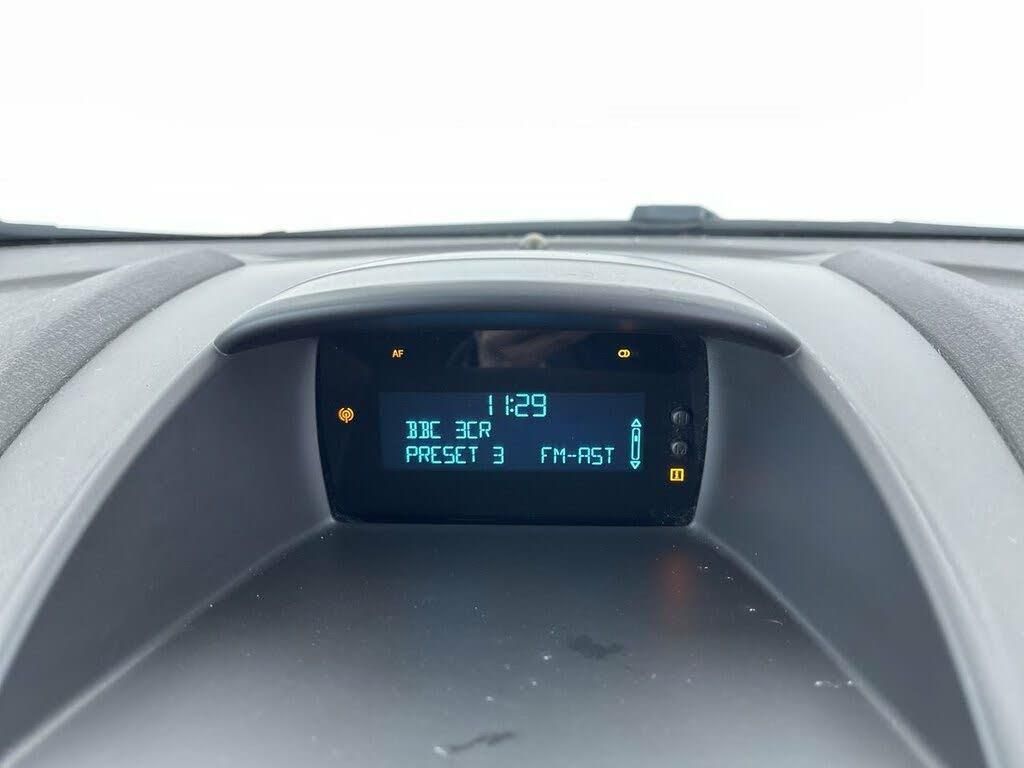 AF
11:29
BBC 3CR
PRESET 3 FM-AST